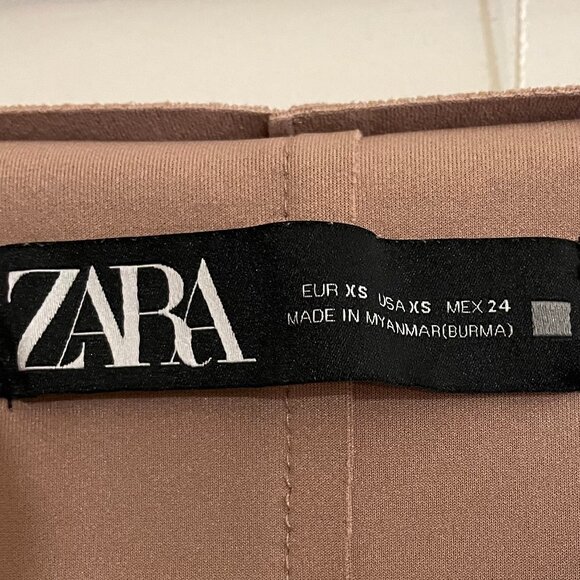 ZARA
EUR XS USA XS MEX 24
MADE IN MYANMAR(BURMA)